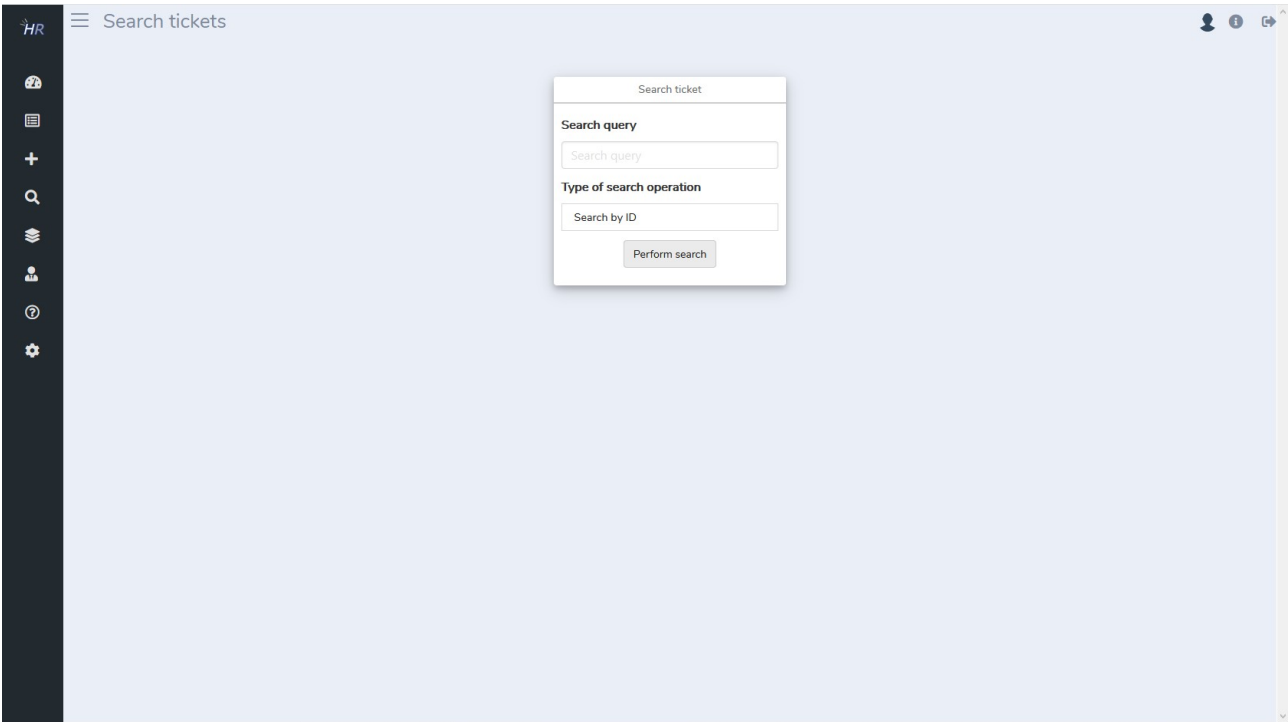 HR
Search tickets
Search ticket
Search query
Search query
Type of search operation
Search by ID
Perform search